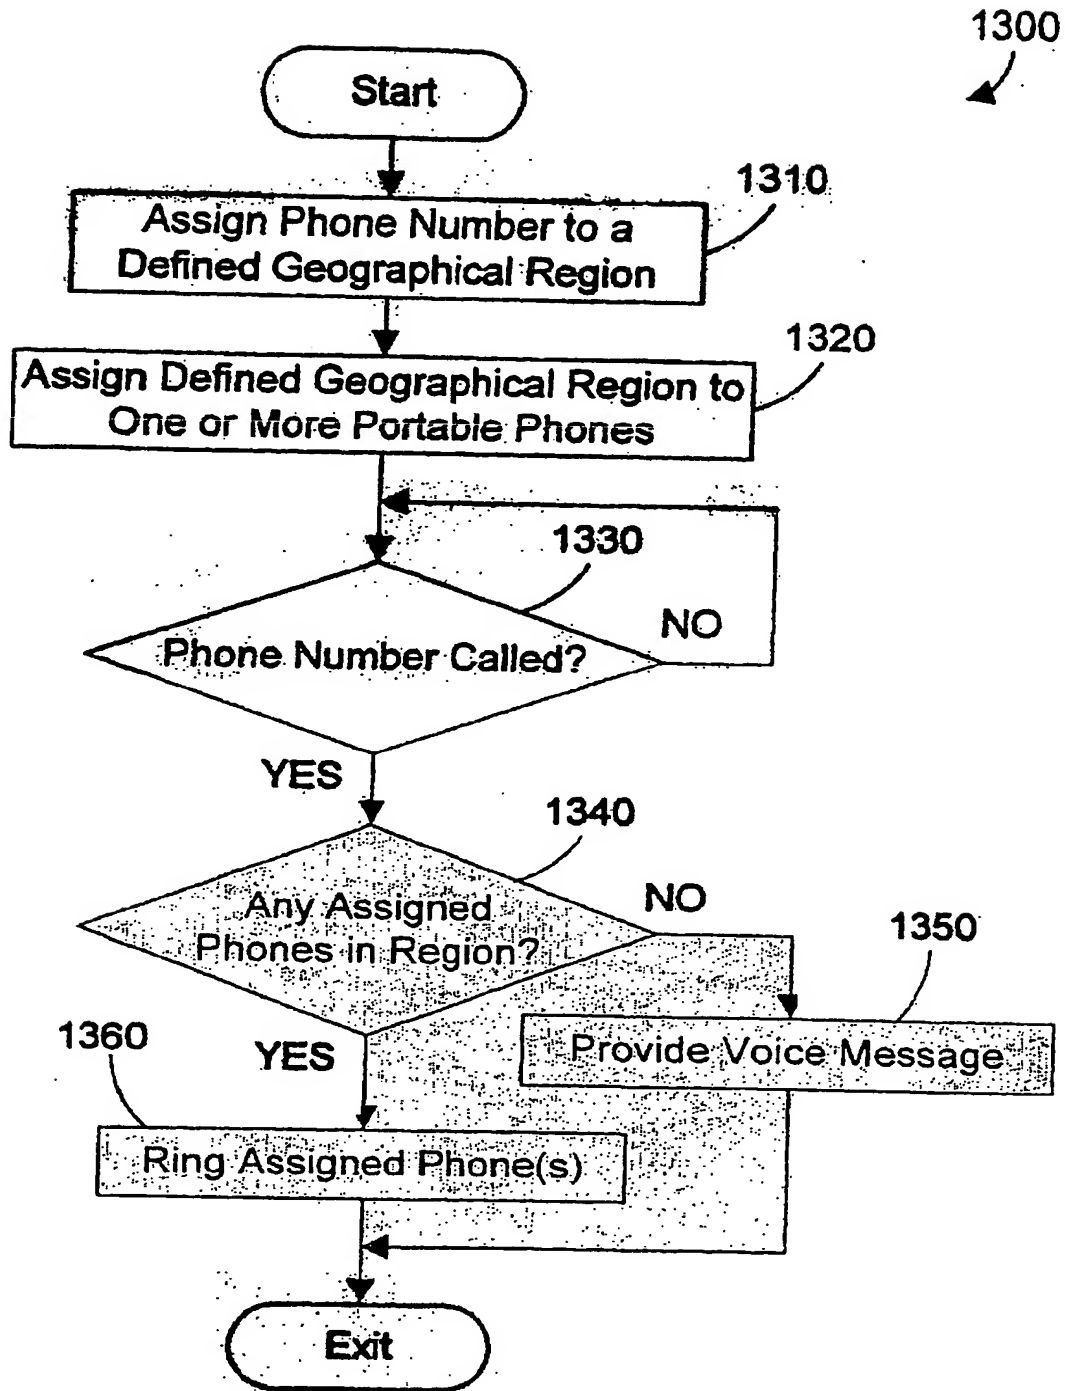 1300
Start
1310
Assign Phone Number to a
Defined Geographical Region
1320
Assign Defined Geographical Region to
One or More Portable Phones
1330
NO
Phone Number Called?
YES
1340
NO
Any Assigned
Phones in Region?
1350
1360
YES
Provide Voice Message
Ring Assigned Phone(s)
Exit